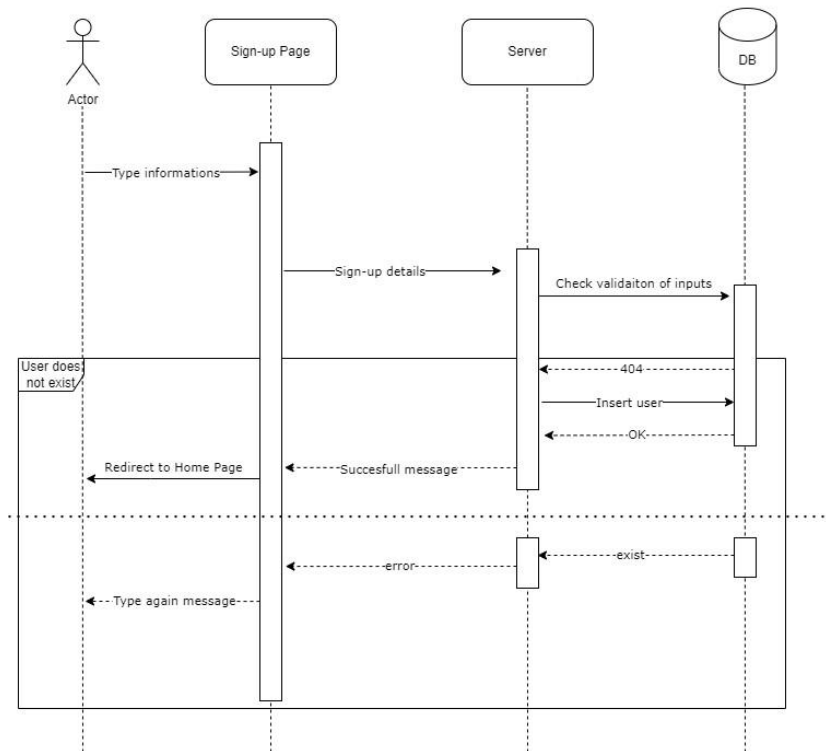 Sign-up Page
Server
DB
Actor
Type informations
Sign-up details
Check validaiton of inputs
User does
not exist
404
Insert user
OK
Redirect to Home Page
Succesfull message
exist
error
Type again message